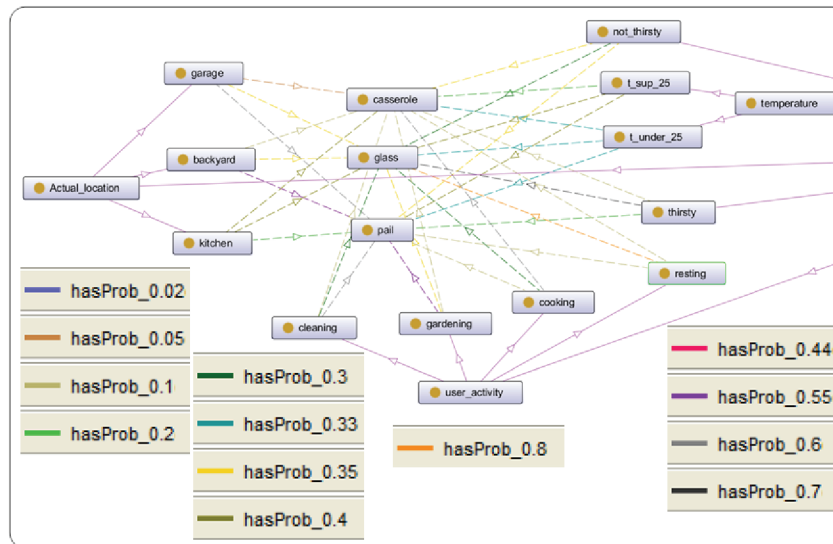 not_thirsty
garage
t_sup_25
casserole
temperature
t_under_25
backyard
glass
Actual_location
thirsty
pail
kitchen
resting
hasProb_0.02
cooking
cleaning
gardening
hasProb_0.05
hasProb_0.44
hasProb_0.3
hasProb_0.1
user_activity
hasProb_0.55
hasProb_0.33
hasProb_0.2
hasProb_0.8
hasProb_0.6
hasProb_0.35
hasProb_0.7
hasProb_0.4